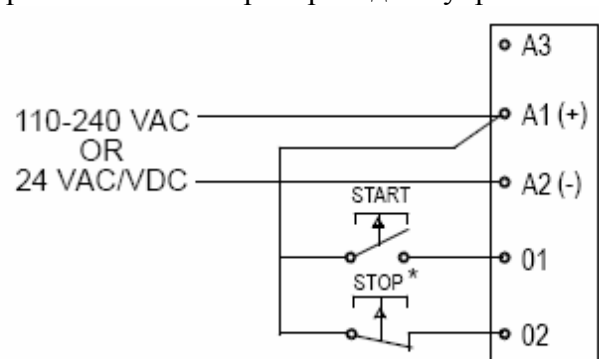 A3
110-240 VAC
A1 (+)
OR
24 VAC/VDC
A2 (-)
START
01
STOP*
02